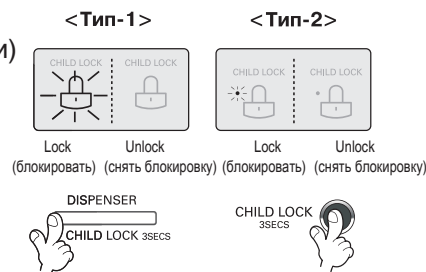 <Тип-1> <Тип-2>
и)
CHILD LOCK CHILD LOCK CHILD LOCK CHILD LOCK
Lock Unlock Lock Unlock
(блокировать) (снять блокировку) (блокировать) (снять блокировку)
DISPENSER
CHILD LOCK 3SECS
CHILD LOCK
3SECS